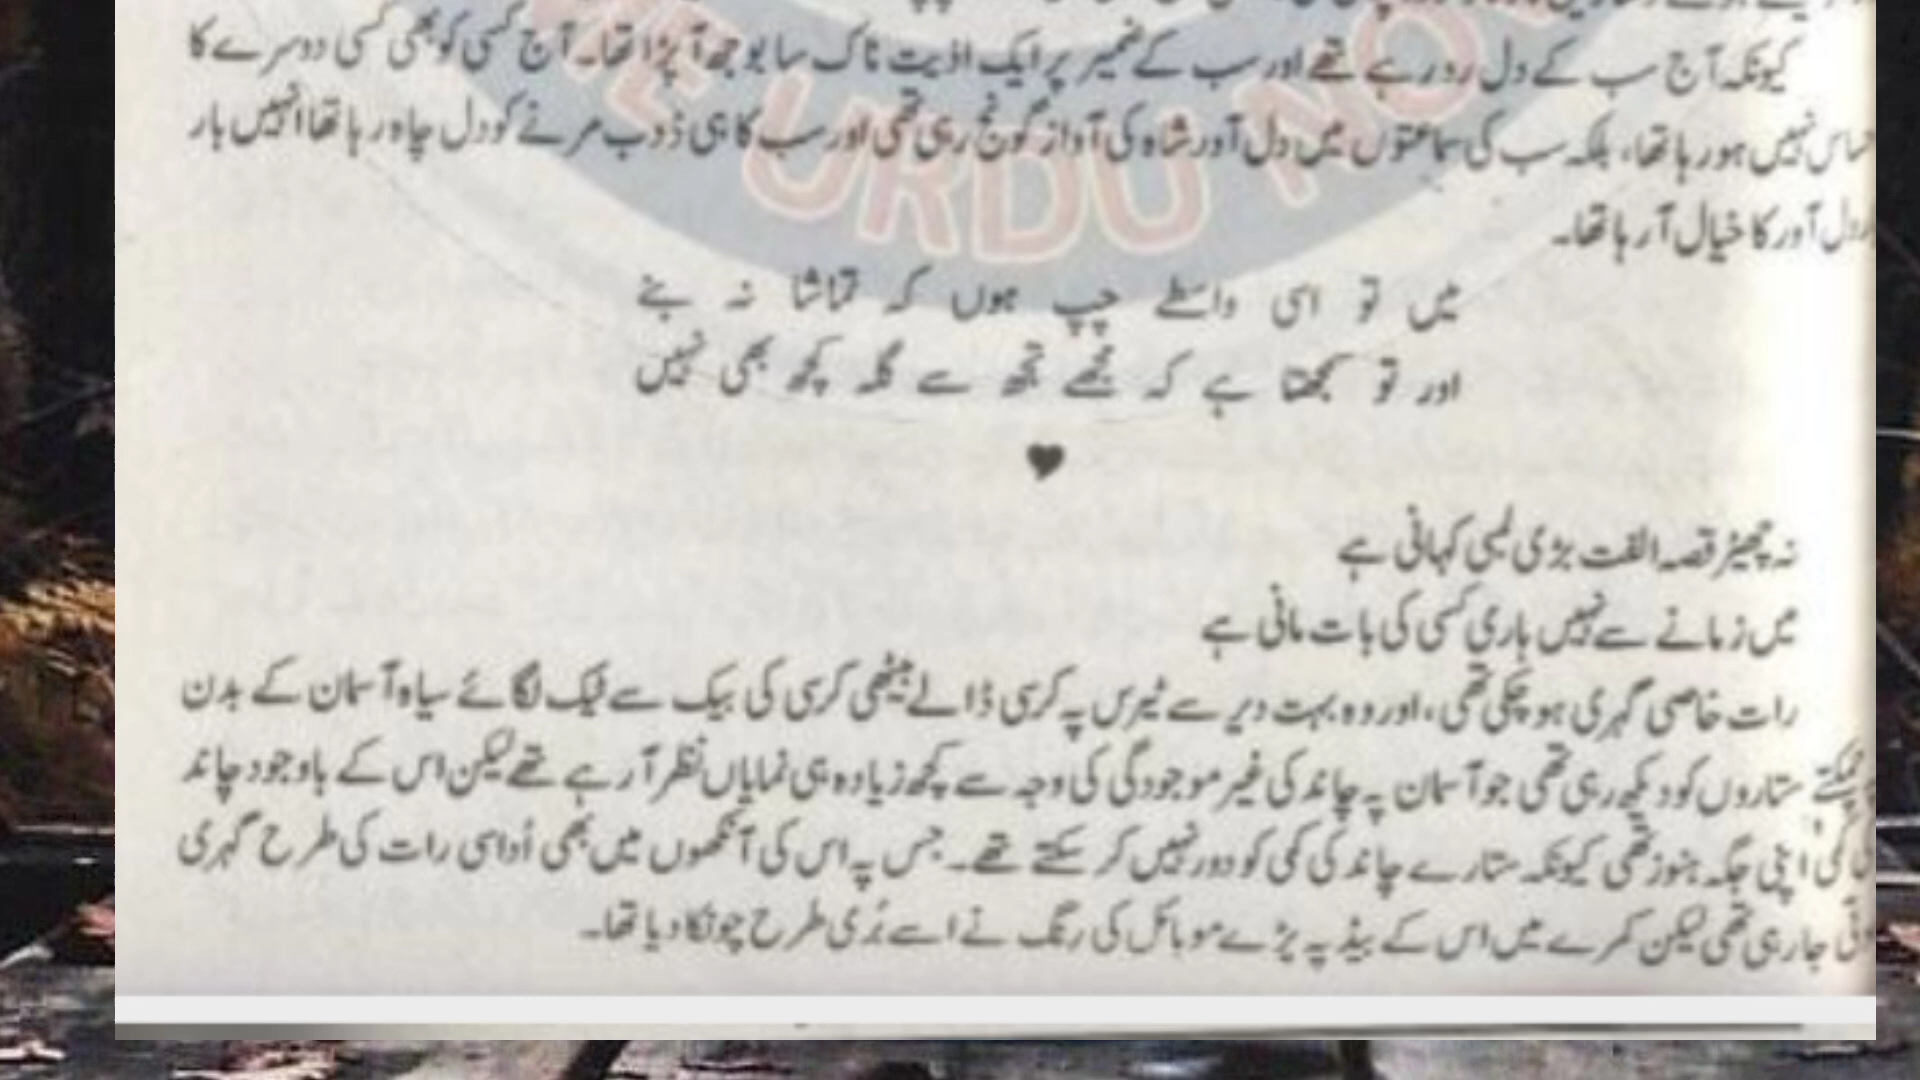 کیونکہ آج سب کے دل رو رہے تھے اور سب کے ضمیر پر ایک اذیت ناک سا بوجھ آ پڑا تھا۔ آج کسی کو بھی کسی دوسرے کا
نہیں ہو رہا تھا، بلکہ سب کی سماعتوں میں دل آور شاہ کی آواز گونج رہی تھی اور سب کا ہی ڈوب مرنے کو دل چاہ رہا تھا انہیں بار
دل آور کا خیال آ رہا تھا۔
میں تو اسی واسطے چپ ہوں کہ تماشا نہ بنے
اور تو سمجھتا ہے کہ مجھے تجھ سے گلہ کچھ بھی نہیں
نہ چھیڑ قصہ الفت بڑی لمبی کہانی ہے
میں زمانے سے نہیں ہاری کسی کی بات مانی ہے
رات خاصی گہری ہو چکی تھی، اور وہ بہت دیر سے ٹیرس پہ کرسی ڈالے بیٹھی کرسی کی بیک سے ٹیک لگائے سیاہ آسمان کے بدن
چمکتے ستاروں کو دیکھ رہی تھی جو آسمان پہ چاند کی غیر موجودگی کی وجہ سے کچھ زیادہ ہی نمایاں نظر آ رہے تھے لیکن اس کے باوجود چاند
کمی اپنی جگہ ہنوز تھی کیونکہ ستارے چاند کی کمی کو دور نہیں کر سکتے تھے۔ جس پہ اس کی آنکھوں میں بھی اُداسی رات کی طرح گہری
جا رہی تھی لیکن کمرے میں اس کے بیڈ پہ پڑے موبائل کی رنگ نے اسے بُری طرح چونکا دیا تھا۔
URDU